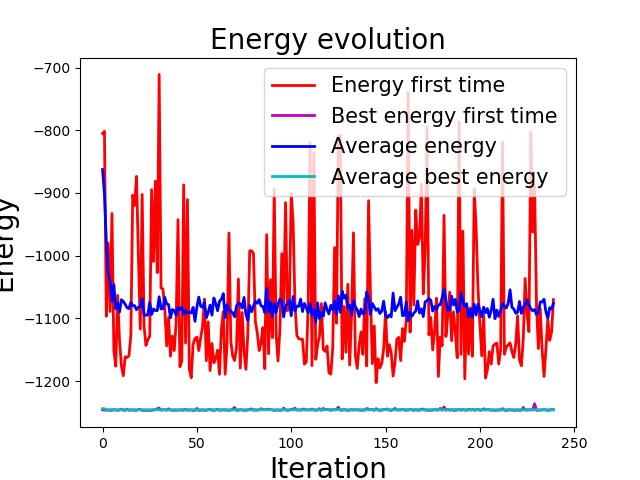 Energy evolution
Energy
−700
−800
−900
−1000
−1100
−1200
Energy first time
Best energy first time
Average energy
Average best energy
0
50
100
150
200
250
Iteration